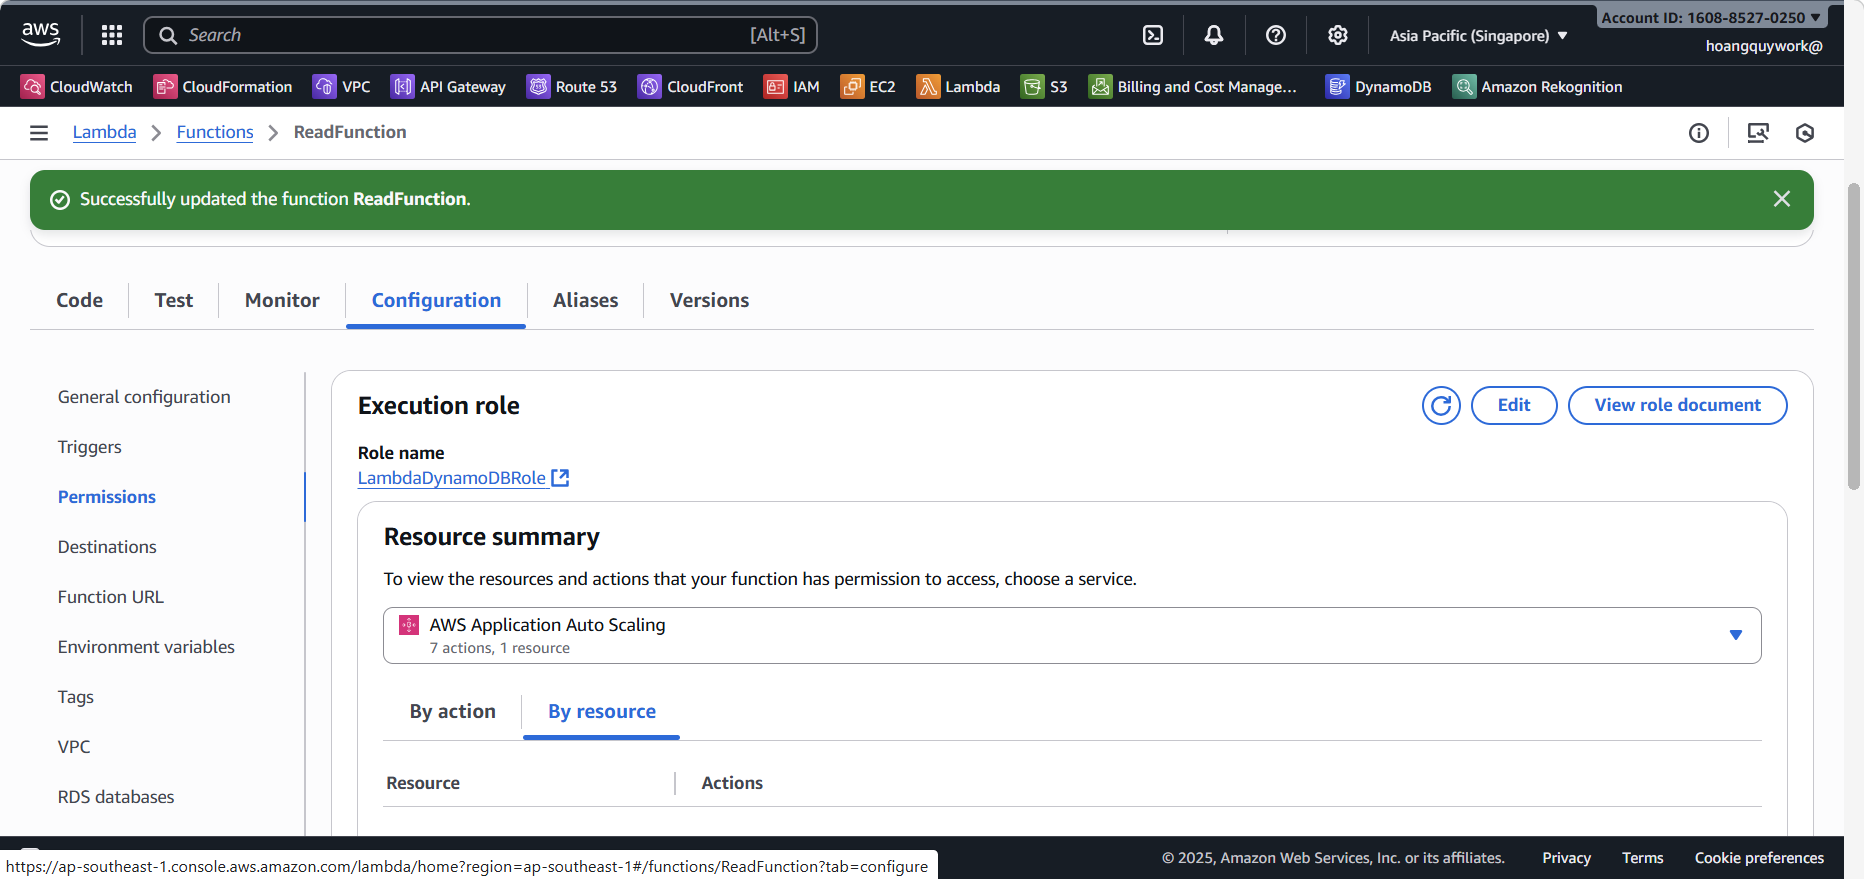 aws
Search [Alt+S]
Asia Pacific (Singapore)
Account ID: 1608-8527-0250
hoangquywork@
CloudWatch CloudFormation VPC API Gateway Route 53 CloudFront IAM EC2 Lambda S3 Billing and Cost Manage... DynamoDB Amazon Rekognition
Lambda Functions ReadFunction
Successfully updated the function ReadFunction.
Code Test Monitor Configuration Aliases Versions
General configuration
Triggers
Permissions
Destinations
Function URL
Environment variables
Tags
VPC
RDS databases
Execution role
Edit
View role document
Role name
LambdaDynamoDBRole
Resource summary
To view the resources and actions that your function has permission to access, choose a service.
AWS Application Auto Scaling
7 actions, 1 resource
By action By resource
Resource Actions
https://ap-southeast-1.console.aws.amazon.com/lambda/home?region=ap-southeast-1#/functions/ReadFunction?tab=configure
© 2025, Amazon Web Services, Inc. or its affiliates. Privacy Terms Cookie preferences